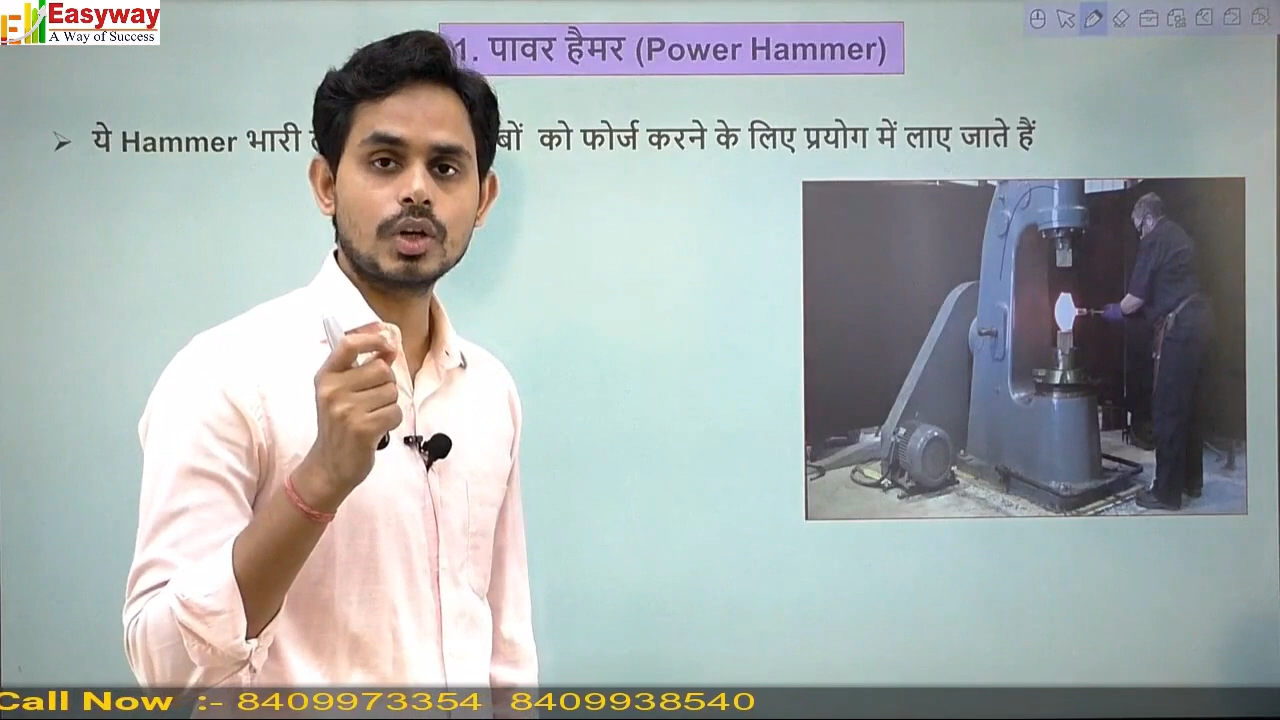 Easyway
A Way of Success
1. पावर हैमर (Power Hammer)
ये Hammer भारी को फोर्ज करने के लिए प्रयोग में लाए जाते हैं
Call Now :- 8409973354 8409938540